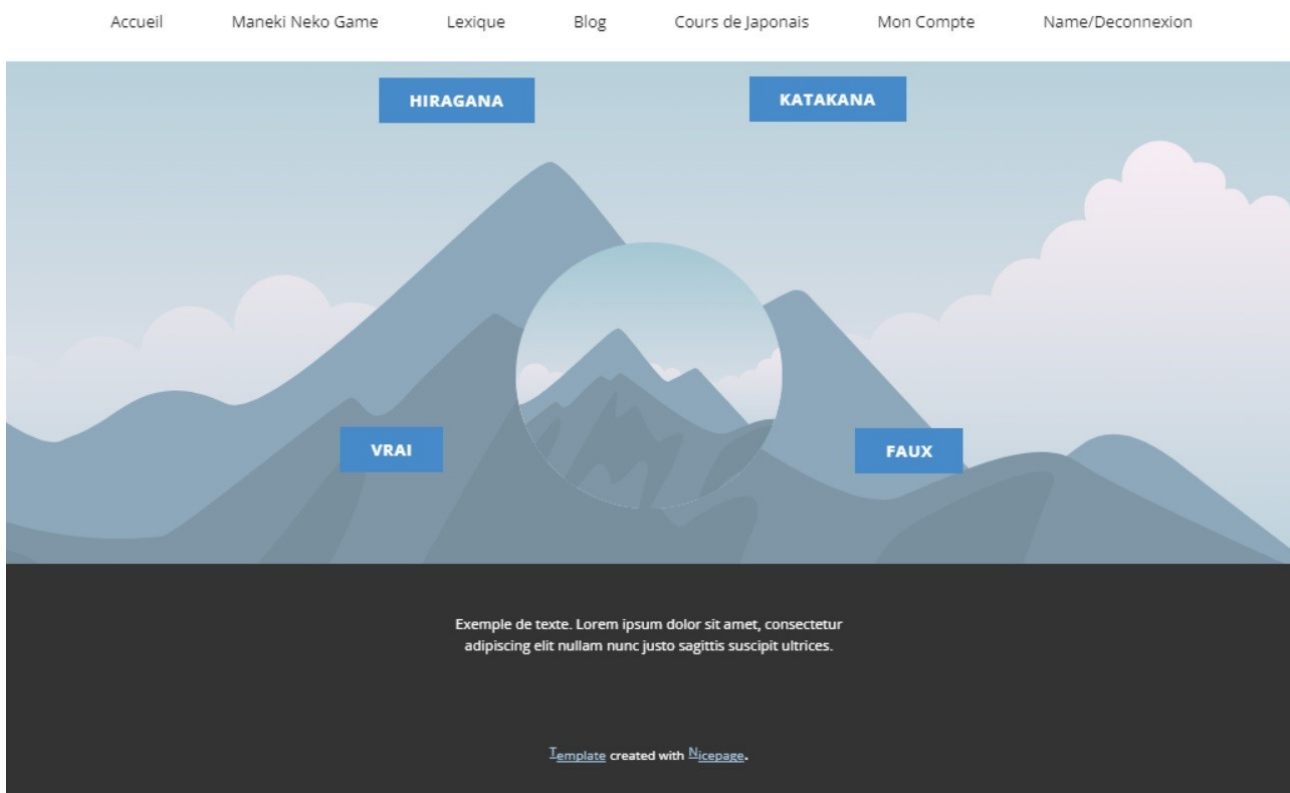 Accueil Maneki Neko Game Lexique Blog Cours de Japonais Mon Compte Name/Deconnexion
HIRAGANA KATAKANA
VRAI FAUX
Exemple de texte. Lorem ipsum dolor sit amet, consectetur
adipiscing elit nullam nunc justo sagittis suscipit ultrices.
Template created with Nicepage.